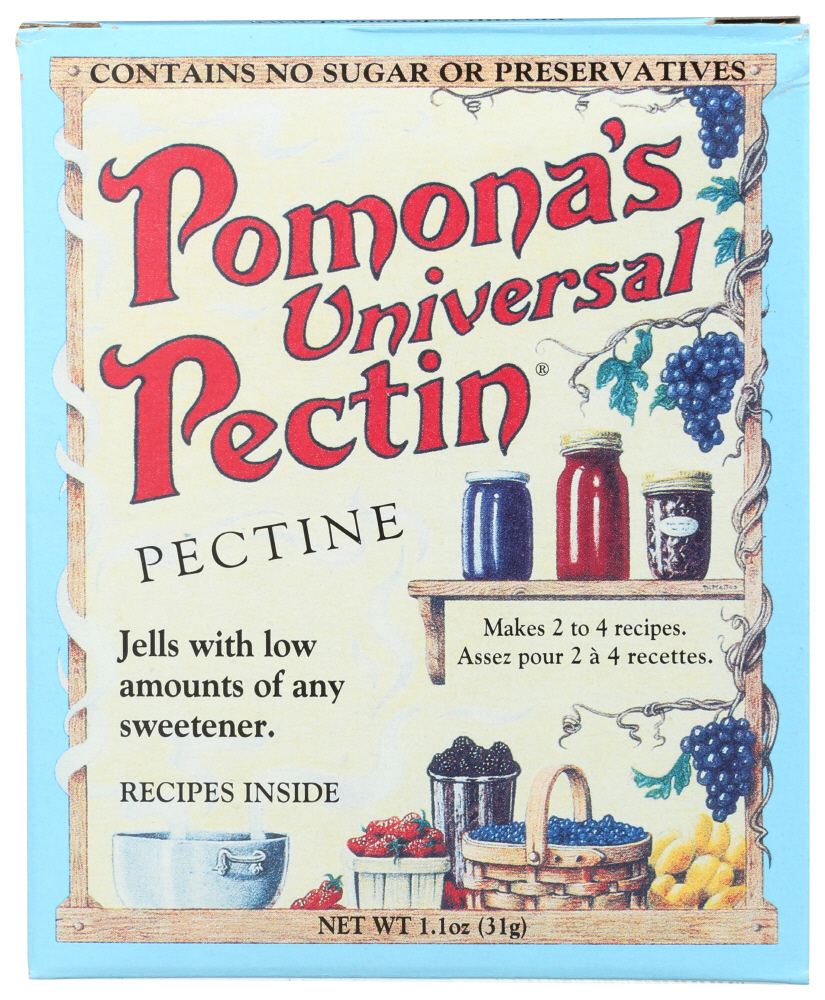 CONTAINS NO SUGAR OR PRESERVATIVES
Pomona's
Universal
Pectin®
PECTINE
Jells with low
amounts of any
sweetener.
RECIPES INSIDE
Makes 2 to 4 recipes.
Assez pour 2 à 4 recettes.
NET WT 1.1oz (31g)